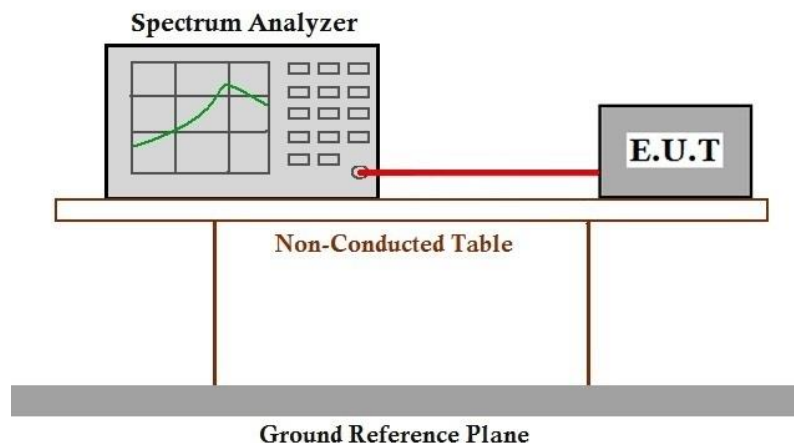 Spectrum Analyzer
E.U.T
Non-Conducted Table
Ground Reference Plane